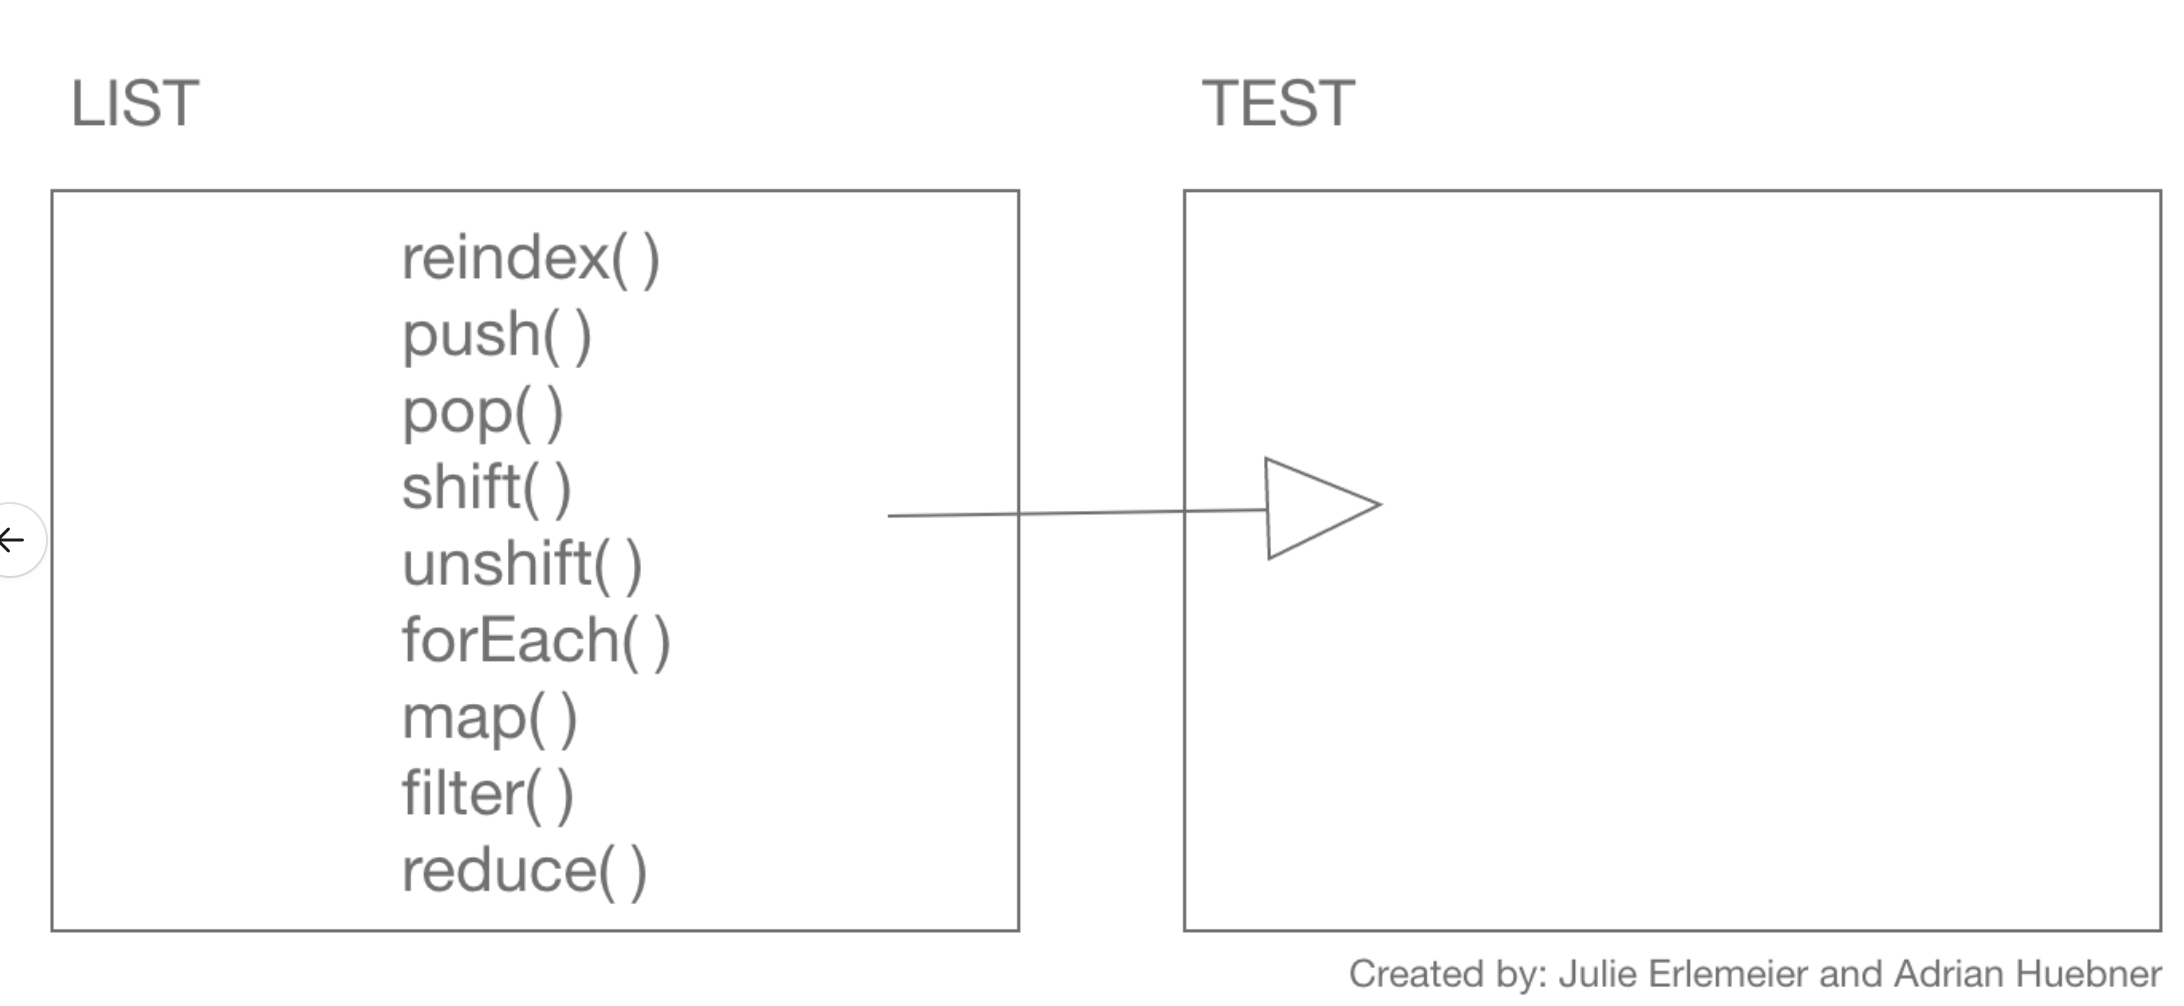 LIST
TEST
reindex( )
push( )
pop( )
shift( )
unshift( )
forEach( )
map( )
filter( )
reduce( )
Created by: Julie Erlemeier and Adrian Huebner